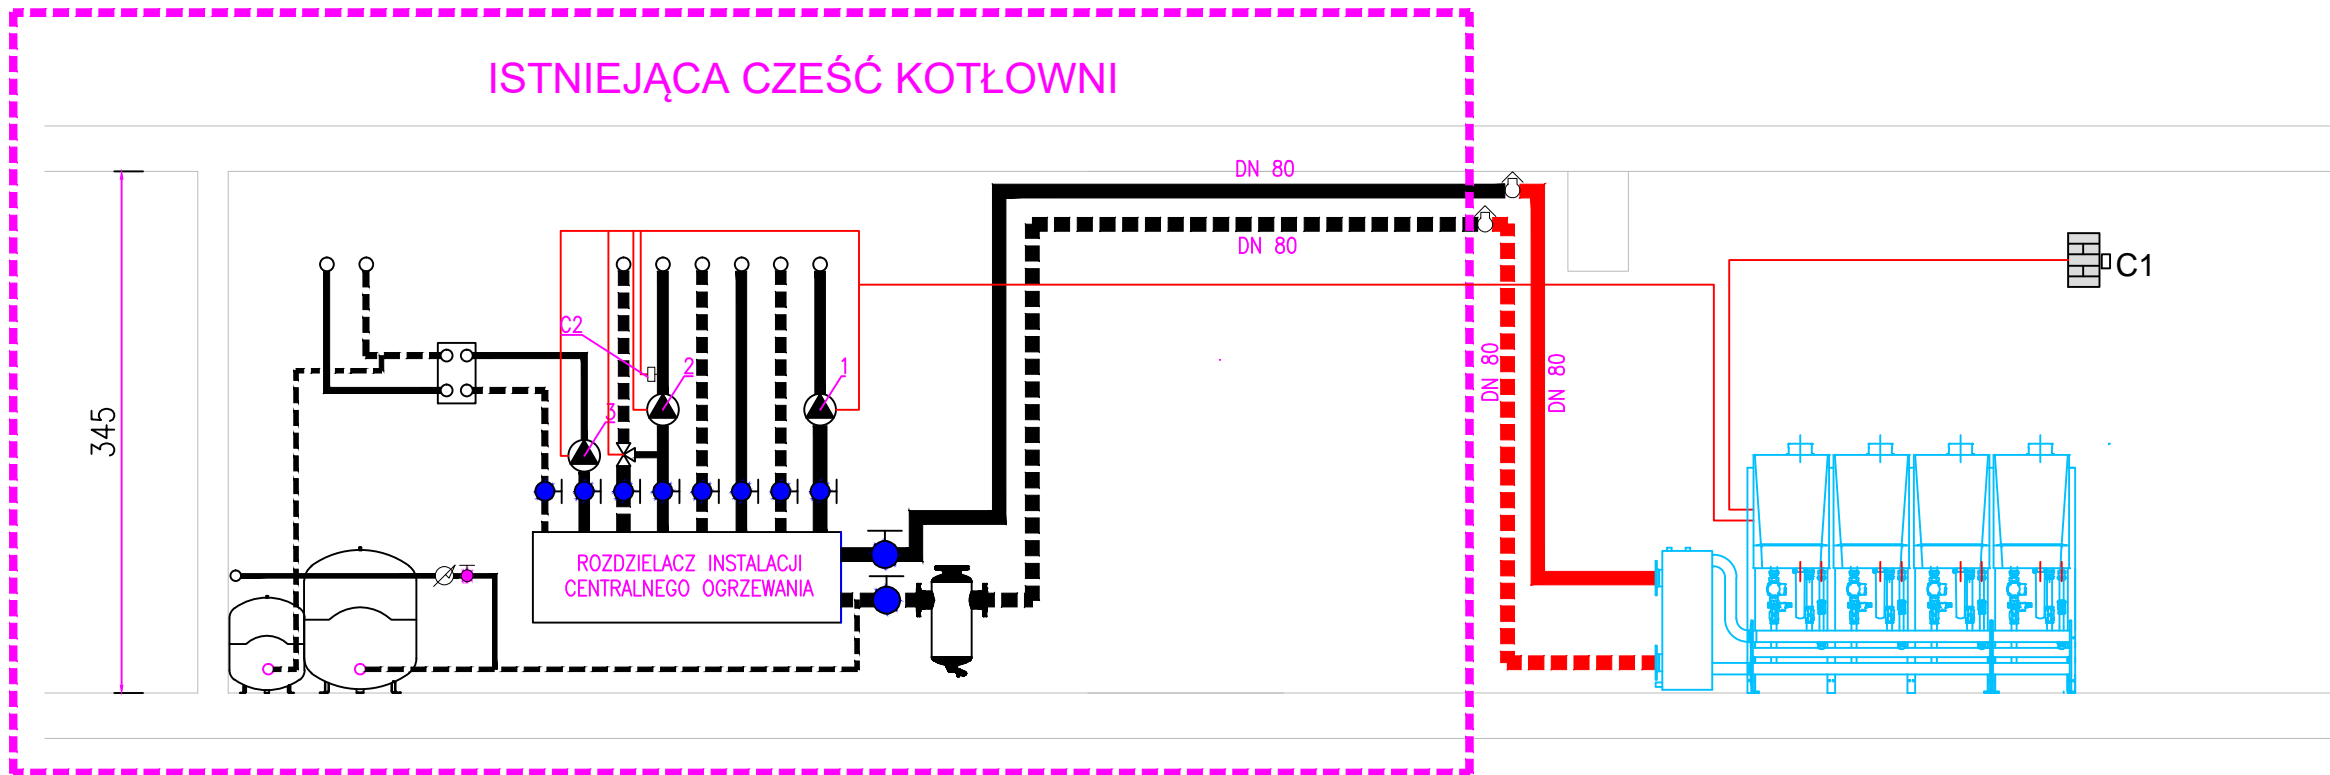 ISTNIEJĄCA CZEŚĆ KOTŁOWNI
DN 80
DN 80
C1
C2
2
1
3
DN 80
DN 80
345
ROZDZIELACZ INSTALACJI
CENTRALNEGO OGRZEWANIA